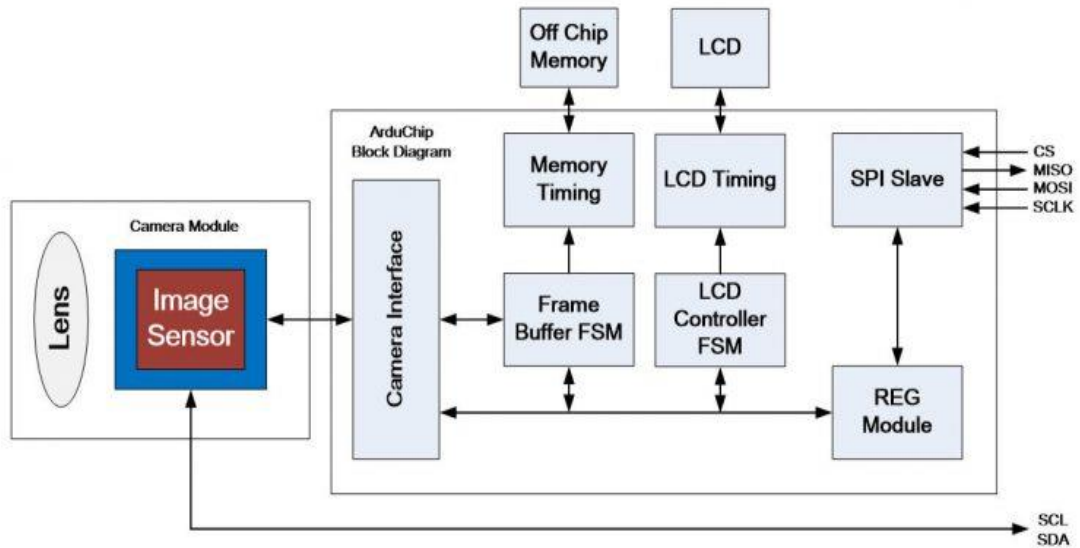 Off Chip
Memory
LCD
ArduChip
Block Diagram
Memory
Timing
LCD Timing
SPI Slave
CS
MISO
MOSI
SCLK
Camera Module
Lens
Image
Sensor
Camera Interface
Frame
Buffer FSM
LCD
Controller
FSM
REG
Module
SCL
SDA